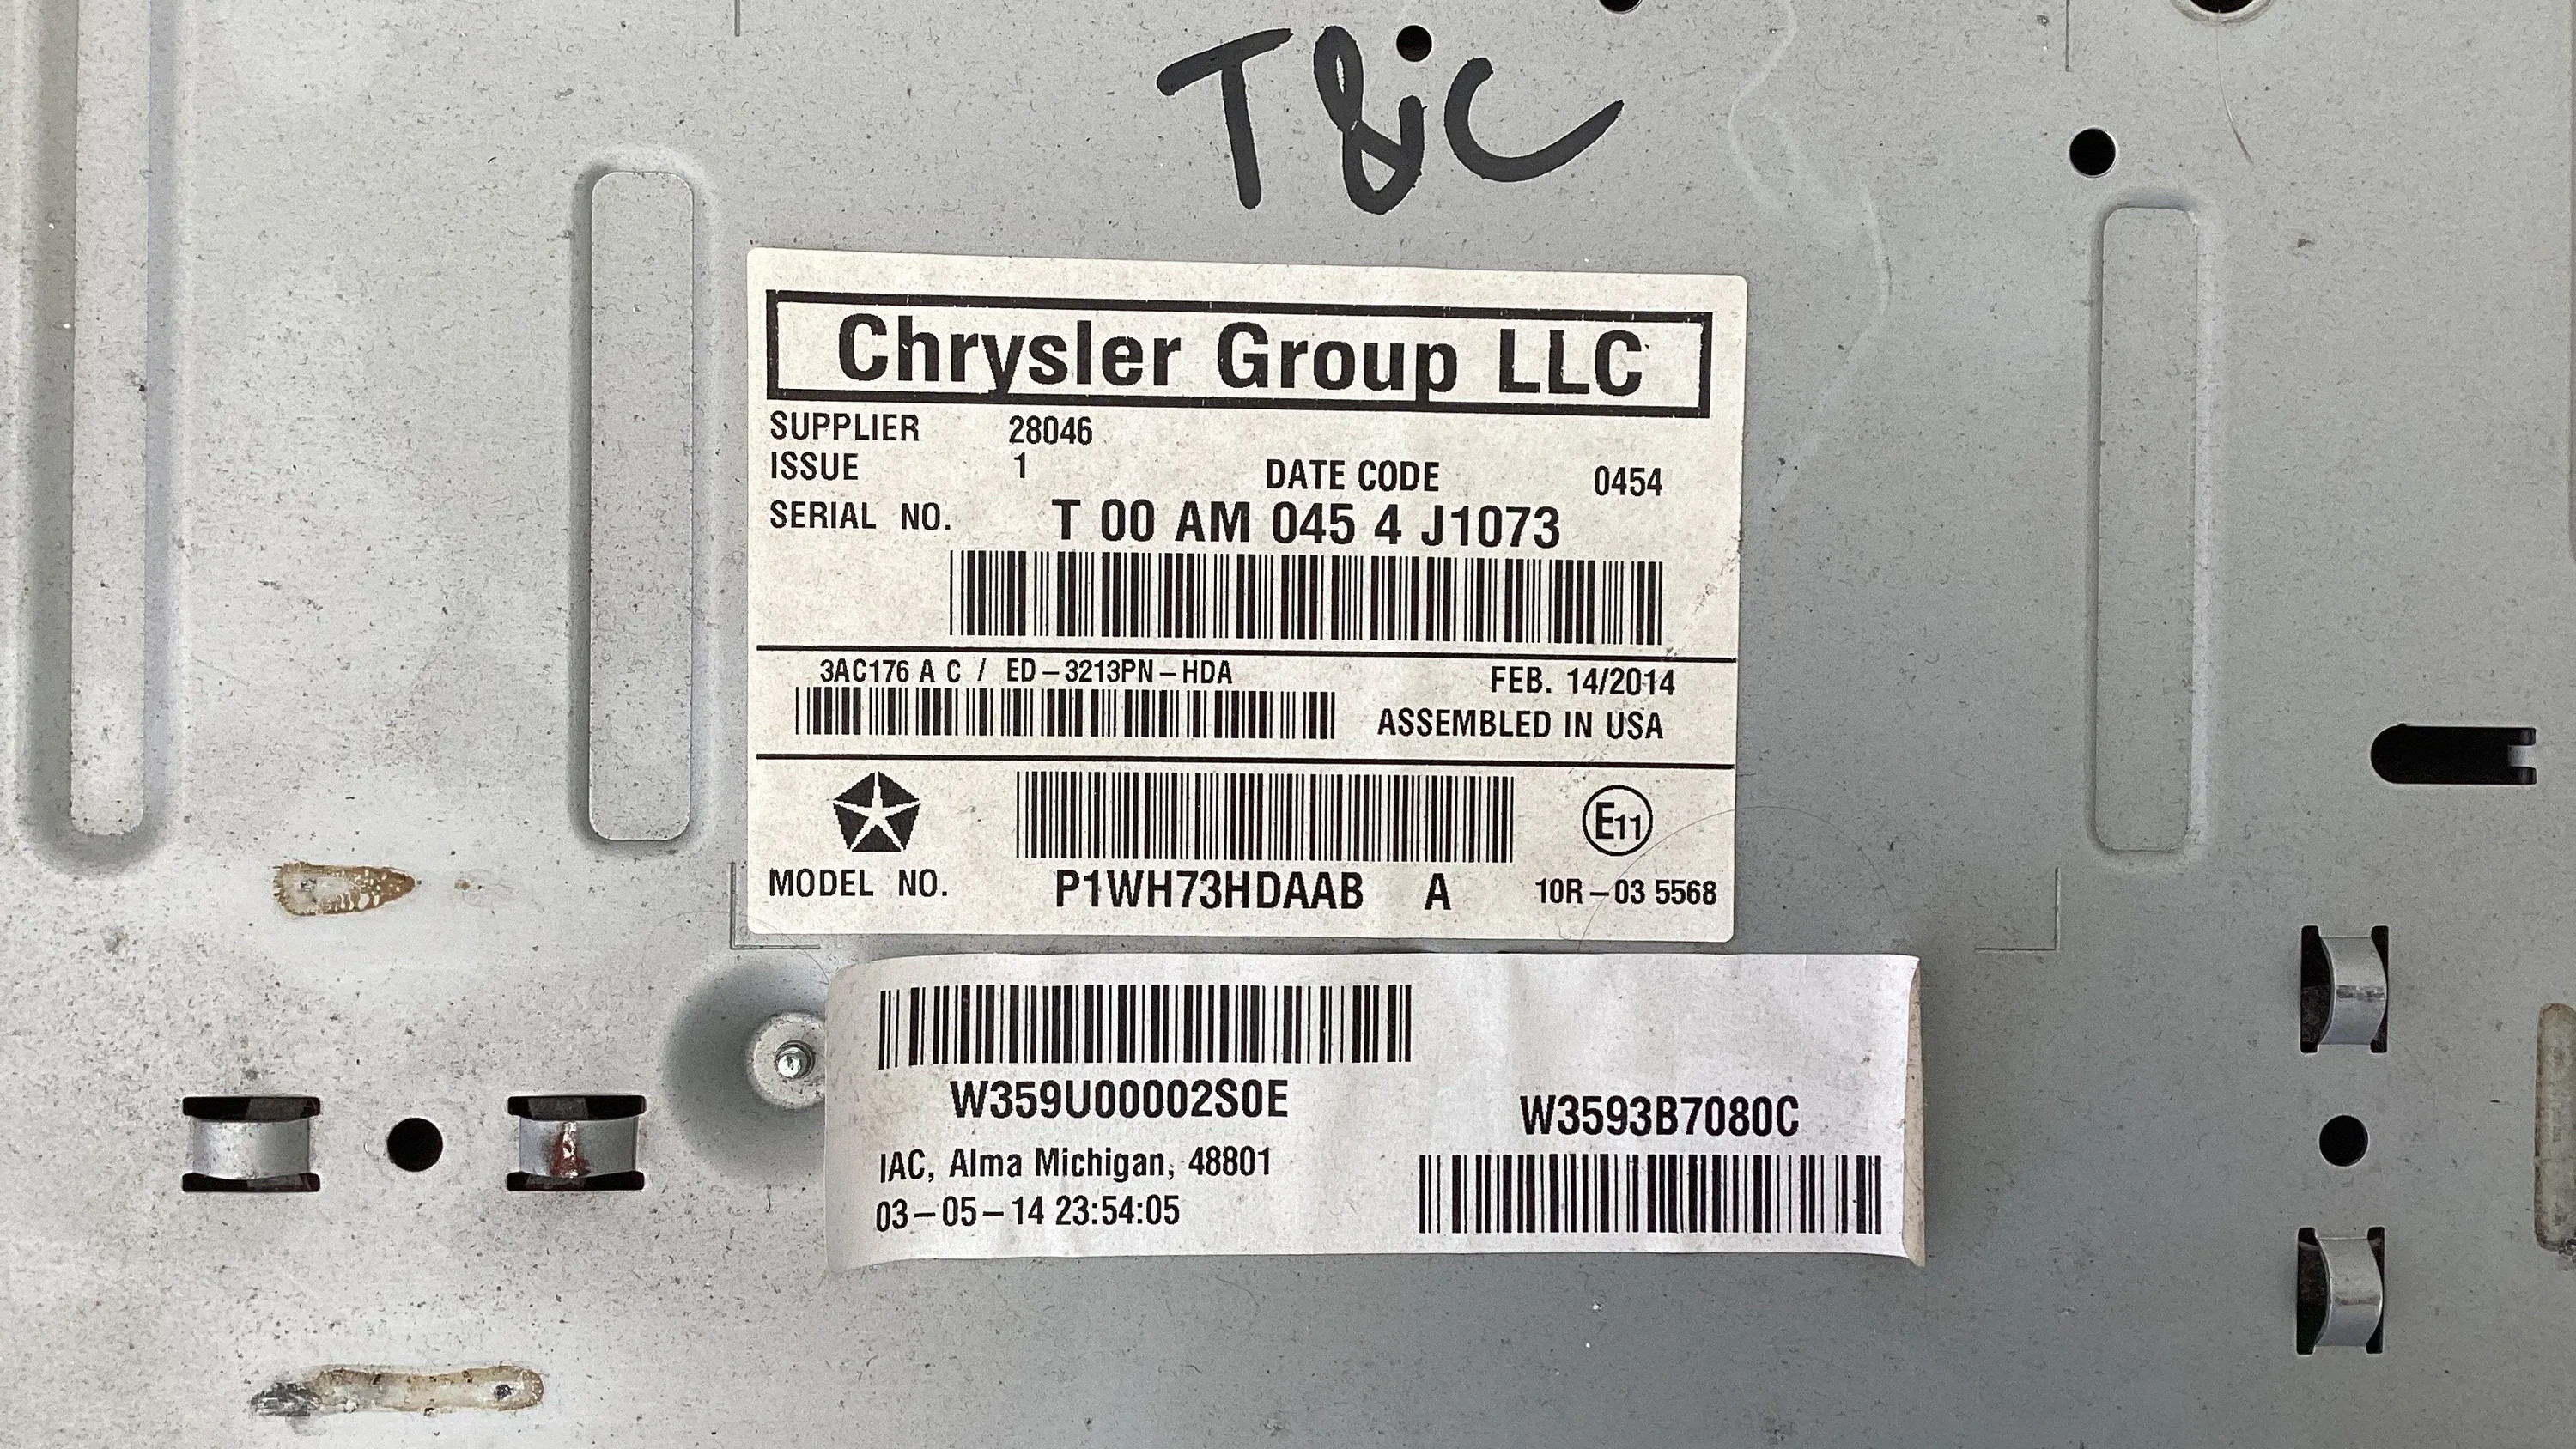 T&C
Chrysler Group LLC
SUPPLIER 28046
ISSUE 1 DATE CODE 0454
SERIAL NO. T 00 AM 045 4 J1073
3AC176 A C / ED-3213PN-HDA FEB. 14/2014
ASSEMBLED IN USA
E11
MODEL NO. P1WH73HDAAB A 10R-03 5568
W359U00002S0E
W3593B7080C
IAC, Alma Michigan, 48801
03-05-14 23:54:05